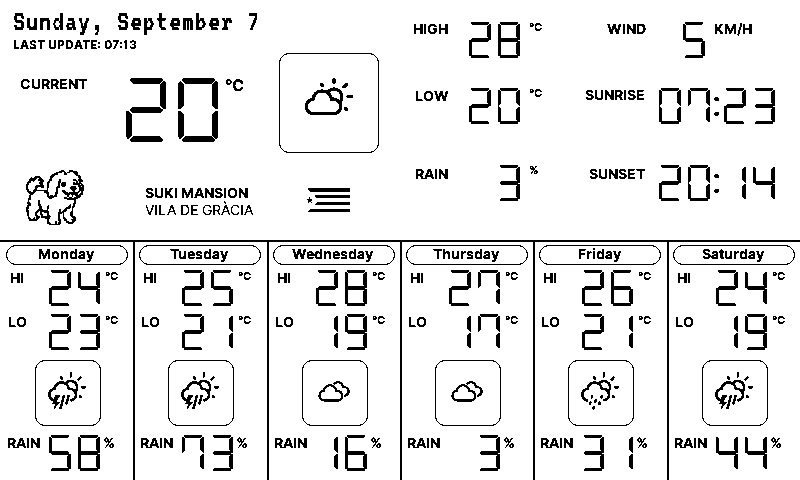 Sunday, September 7
LAST UPDATE: 07:13
CURRENT 20°C
HIGH 28°C
LOW 20°C
RAIN 3%
WIND 5 KM/H
SUNRISE 07:23
SUNSET 20:14
SUKI MANSION
VILA DE GRÀCIA
Monday
HI 24°C
LO 23°C
RAIN 58%
Tuesday
HI 25°C
LO 21°C
RAIN 73%
Wednesday
HI 28°C
LO 19°C
RAIN 16%
Thursday
HI 27°C
LO 17°C
RAIN 3%
Friday
HI 26°C
LO 21°C
RAIN 31%
Saturday
HI 24°C
LO 19°C
RAIN 44%